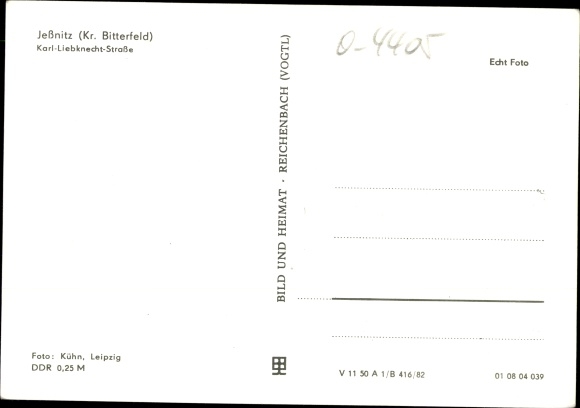 Jeßnitz (Kr. Bitterfeld)
Karl-Liebknecht-Straße
Foto: Kühn, Leipzig
DDR 0,25 M
BILD UND HEIMAT · REICHENBACH (VOGTL)
O-4405
Echt Foto
V 11 50 A 1/B 416/82
01 08 04 039